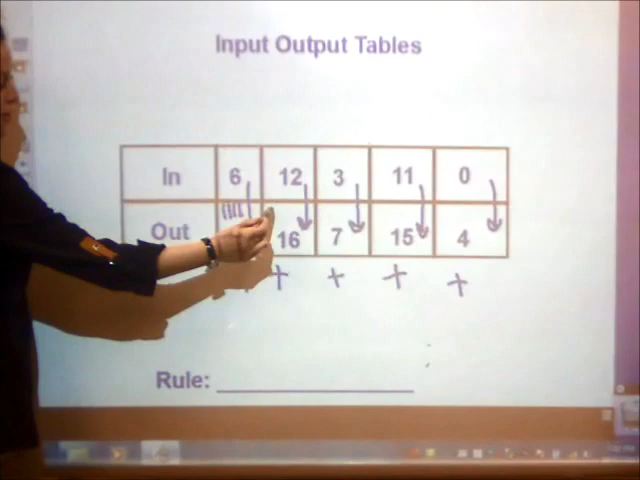 Input Output Tables
In 6 12 3 11 0
Out 16 7 15 4
+ + + +
Rule: